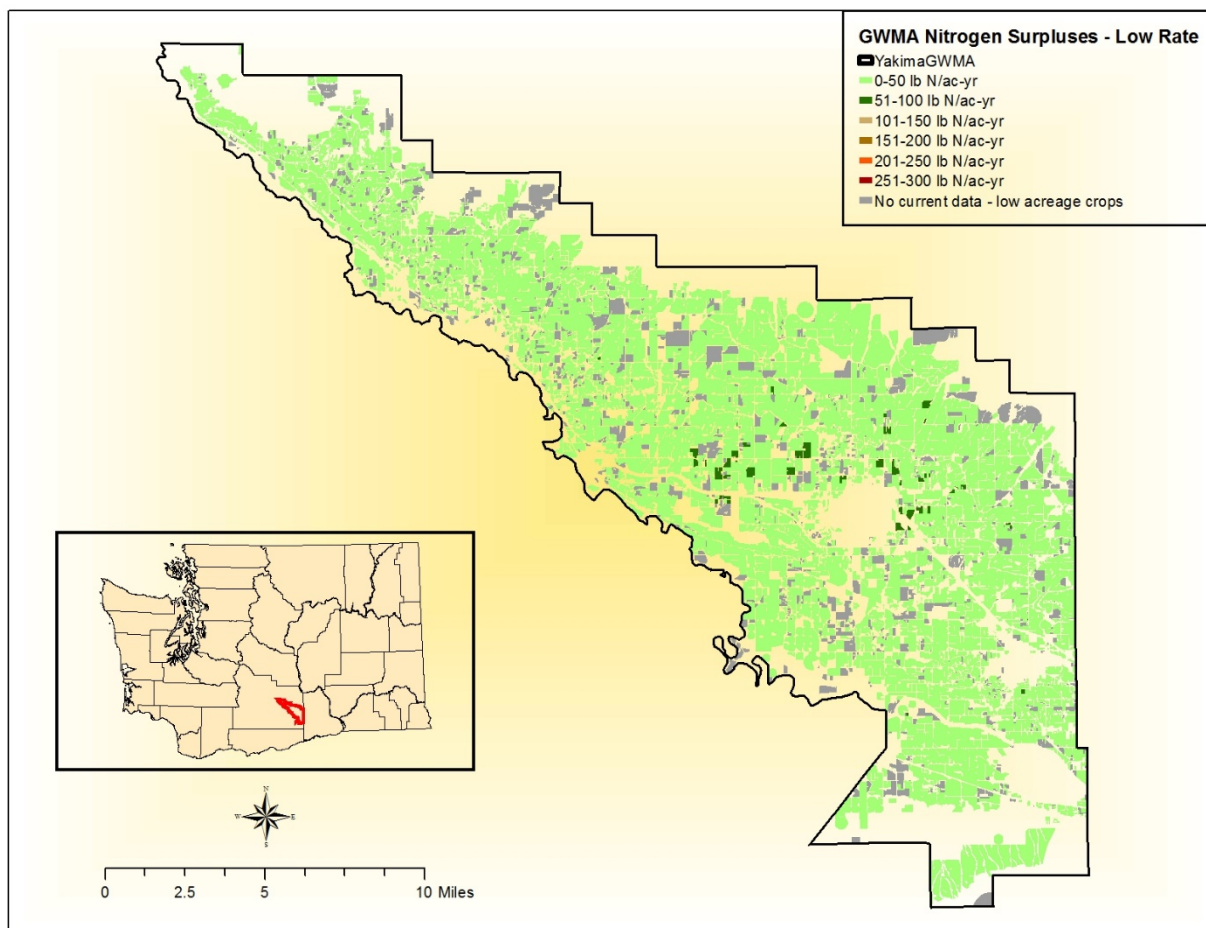 GWMA Nitrogen Surpluses - Low Rate
YakimaGWMA
0-50 lb N/ac-yr
51-100 lb N/ac-yr
101-150 lb N/ac-yr
151-200 lb N/ac-yr
201-250 lb N/ac-yr
251-300 lb N/ac-yr
No current data - low acreage crops
N
W E
S
0 2.5 5 10 Miles